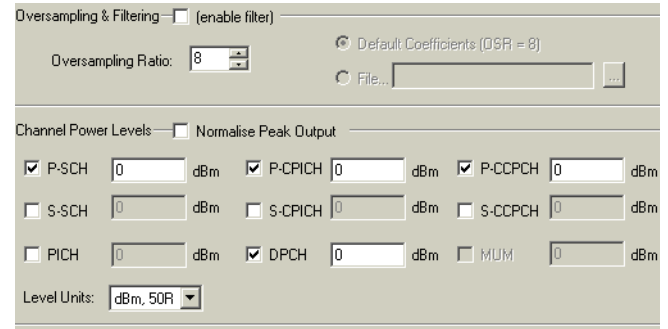 Oversampling & Filtering (enable filter)
Default Coefficients (OSR = 8)
Oversampling Ratio: 8
File... ...
Channel Power Levels Normalise Peak Output
P-SCH 0 dBm P-CPICH 0 dBm P-CCPCH 0 dBm
S-SCH 0 dBm S-CPICH 0 dBm S-CCPCH 0 dBm
PICH 0 dBm DPCH 0 dBm MUM 0 dBm
Level Units: dBm, 50R